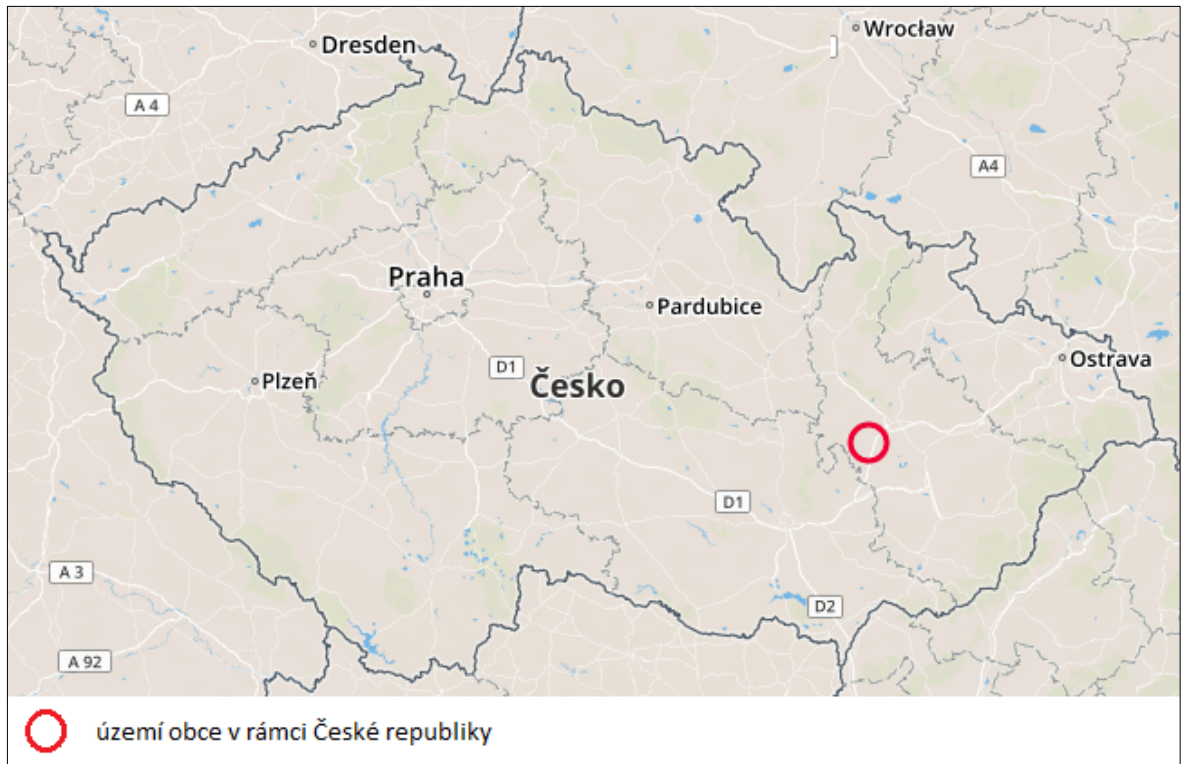 Dresden
Wrocław
A 4
A4
Praha
Pardubice
Ostrava
D1
Plzeň
Česko
D1
A 3
D2
A 92
území obce v rámci České republiky